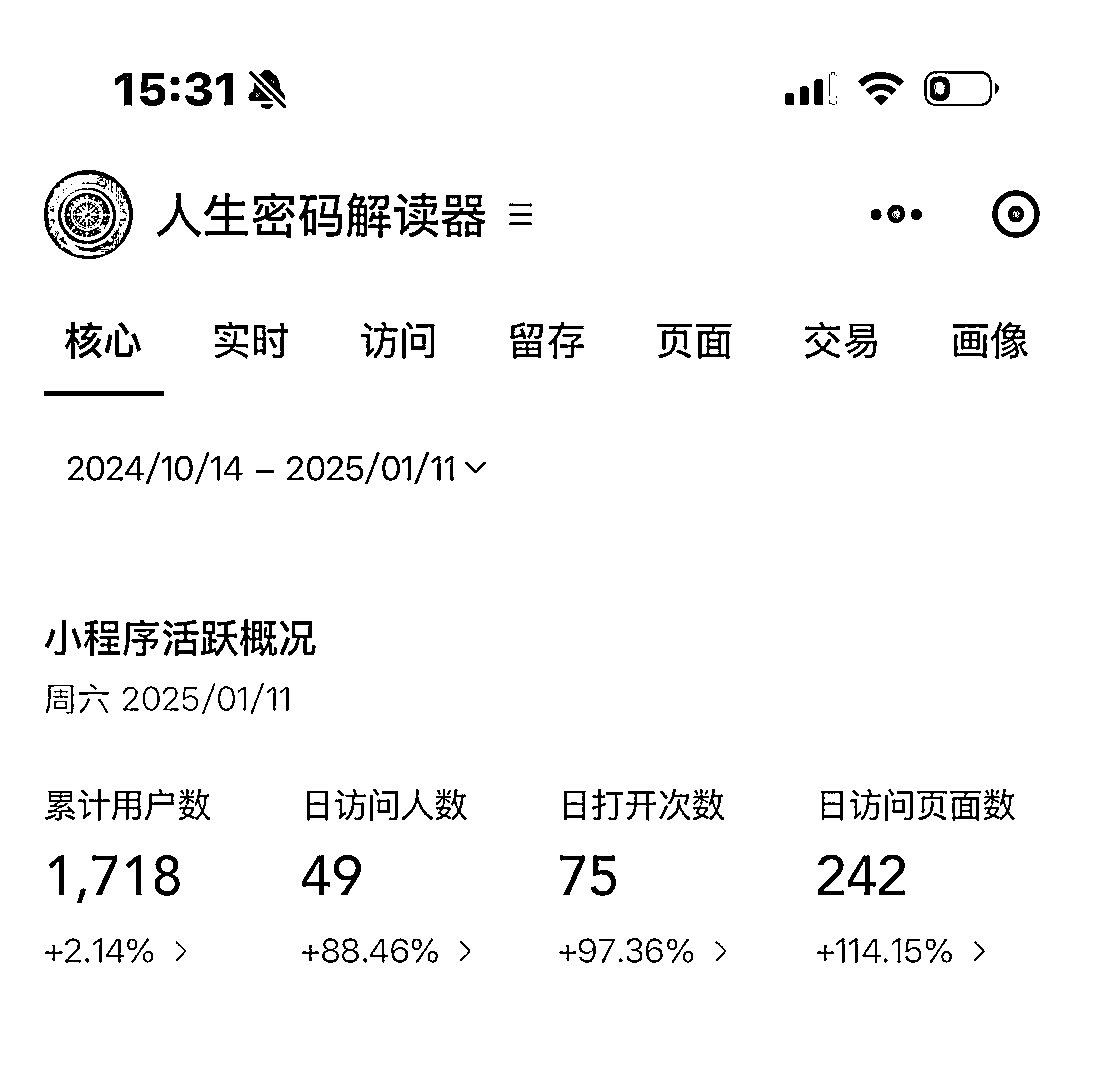 15:31
人生密码解读器
核心 实时 访问 留存 页面 交易 画像
2024/10/14 – 2025/01/11
小程序活跃概况
周六 2025/01/11
累计用户数 日访问人数 日打开次数 日访问页面数
1,718 49 75 242
+2.14% +88.46% +97.36% +114.15%